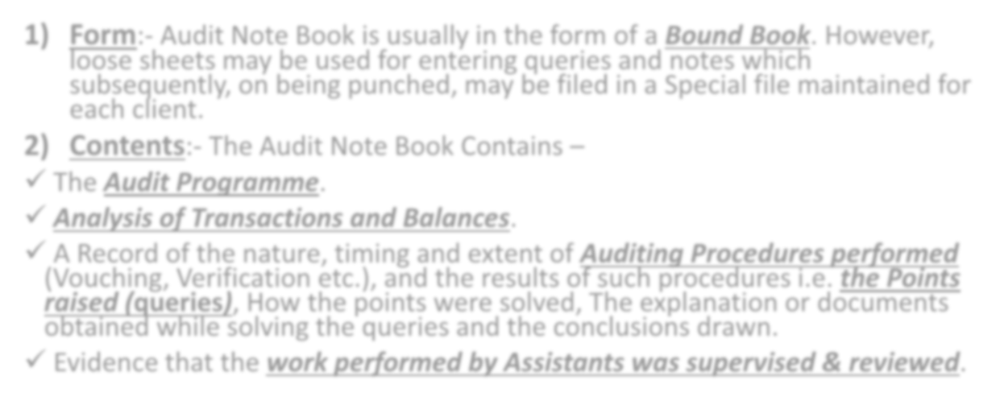 1) Form:- Audit Note Book is usually in the form of a Bound Book. However,
loose sheets may be used for entering queries and notes which
subsequently, on being punched, may be filed in a Special file maintained for
each client.
2) Contents:- The Audit Note Book Contains –
✓ The Audit Programme.
✓ Analysis of Transactions and Balances.
✓ A Record of the nature, timing and extent of Auditing Procedures performed
(Vouching, Verification etc.), and the results of such procedures i.e. the Points
raised (queries), How the points were solved, The explanation or documents
obtained while solving the queries and the conclusions drawn.
✓ Evidence that the work performed by Assistants was supervised & reviewed.